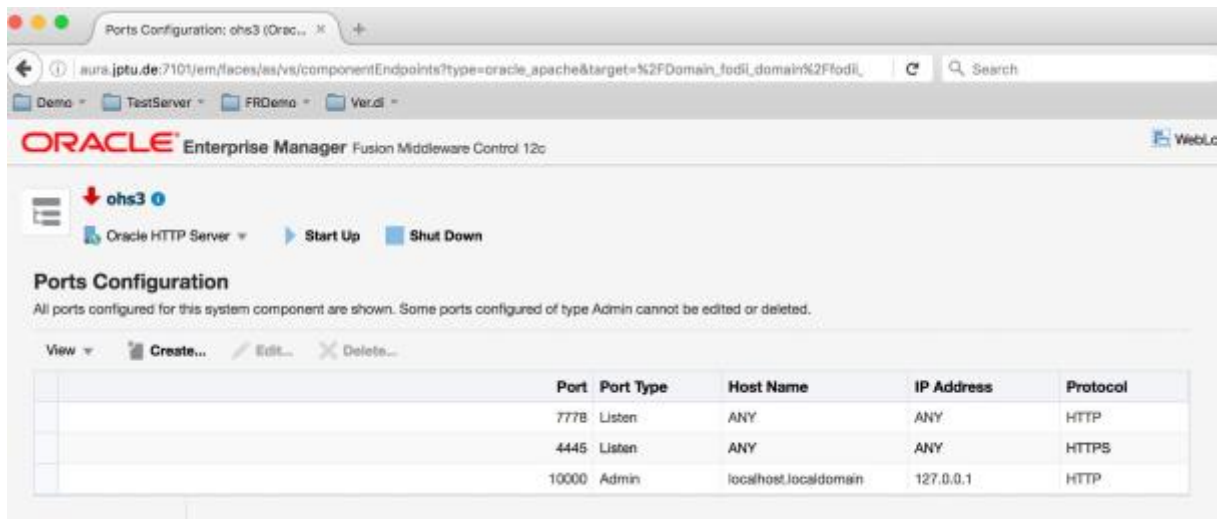 Ports Configuration: ohs3 (Orac...
aura.jptu.de:7101/em/faces/as/vs/componentEndpoints?type=oracle_apache&target=%2FDomain_fodii_domain%2Ffodii_
Search
Demo TestServer FRDemo Ver.di
ORACLE Enterprise Manager Fusion Middleware Control 12c
WebLo
ohs3
Oracle HTTP Server Start Up Shut Down
Ports Configuration
All ports configured for this system component are shown. Some ports configured of type Admin cannot be edited or deleted.
View Create... Edit... Delete...
Port Port Type Host Name IP Address Protocol
7778 Listen ANY ANY HTTP
4445 Listen ANY ANY HTTPS
10000 Admin localhost.localdomain 127.0.0.1 HTTP